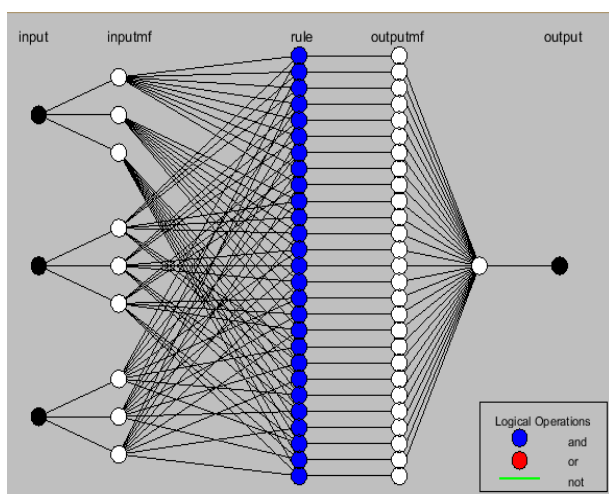 input inputmf rule outputmf output
Logical Operations
and
or
not